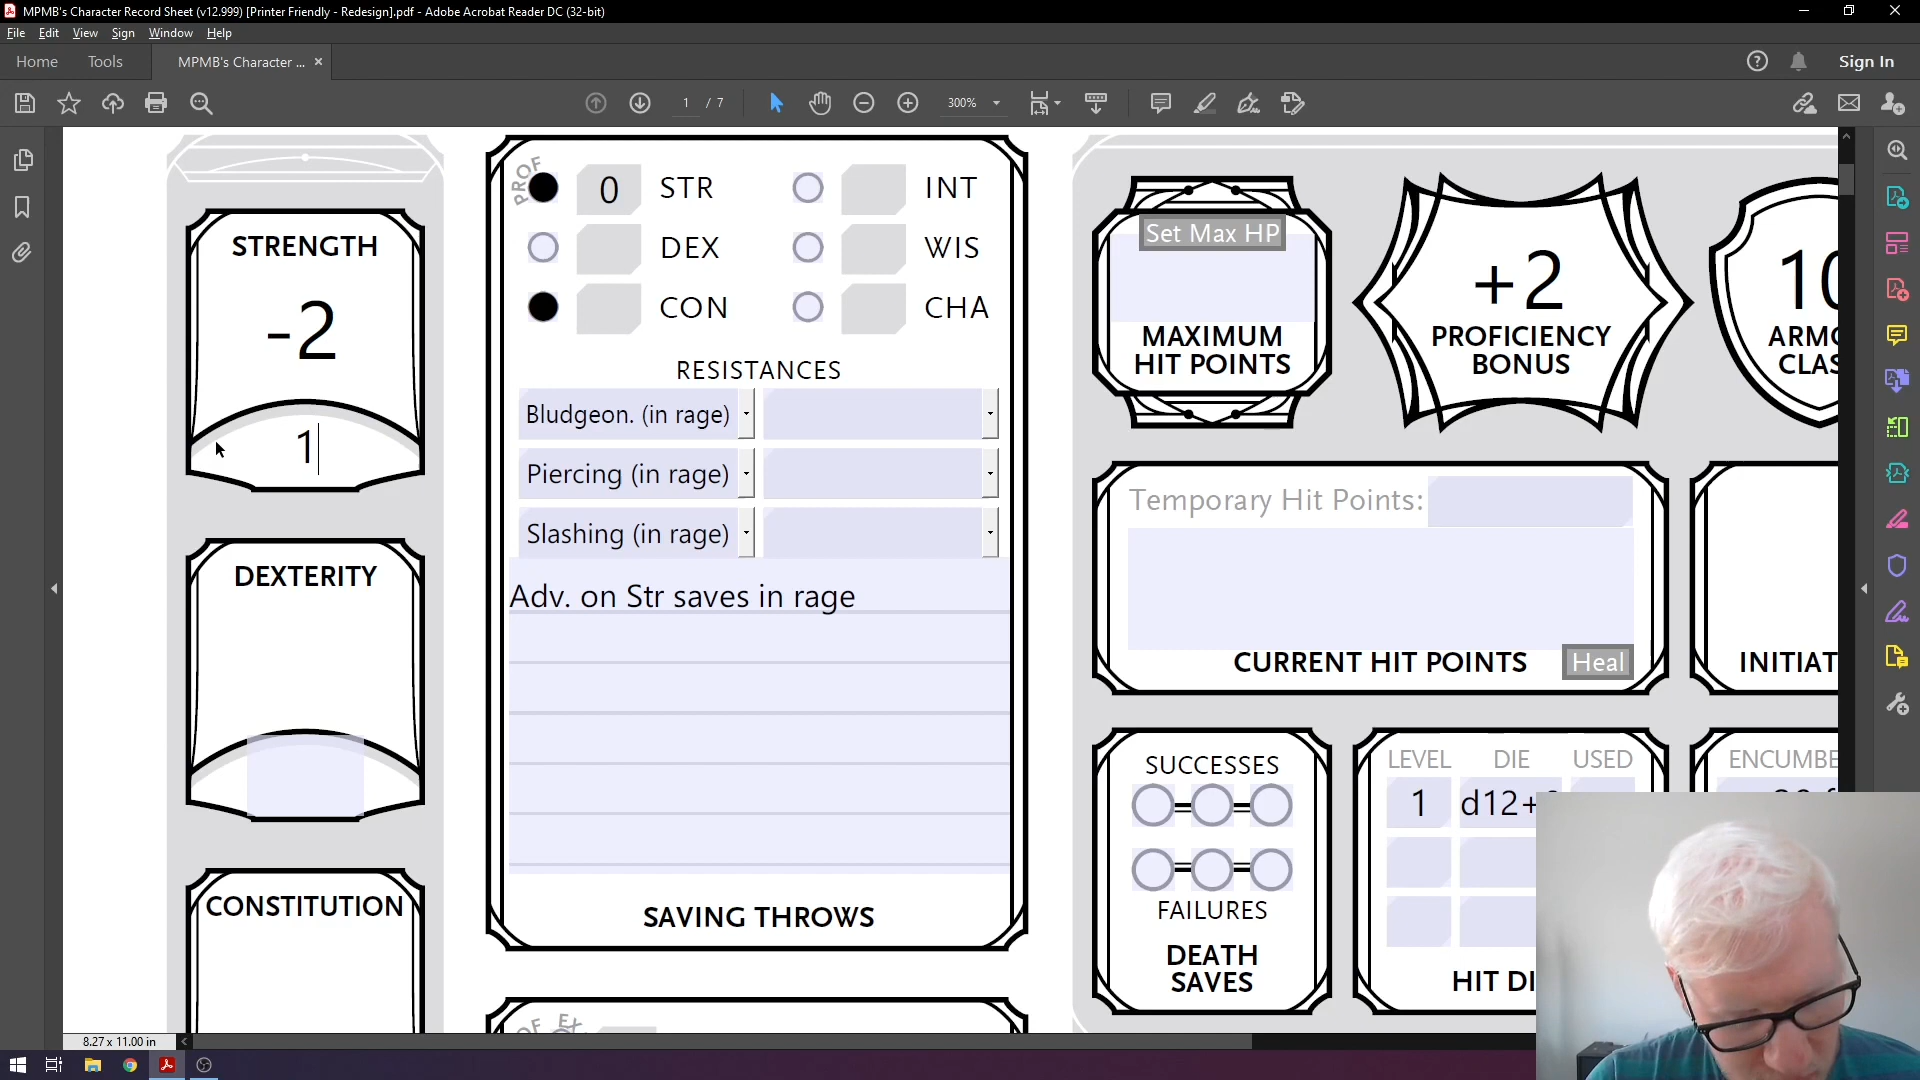 MPMB's Character Record Sheet (v12.999) [Printer Friendly - Redesign].pdf - Adobe Acrobat Reader DC (32-bit)
File Edit View Sign Window Help
Home Tools MPMB's Character ... × Sign In
1 / 7 300%
STRENGTH
-2
1
DEXTERITY
CONSTITUTION
PROF
0 STR INT
DEX WIS
CON CHA
RESISTANCES
Bludgeon. (in rage)
Piercing (in rage)
Slashing (in rage)
Adv. on Str saves in rage
SAVING THROWS
Set Max HP
MAXIMUM
HIT POINTS
+2
PROFICIENCY
BONUS
10
ARMO
CLAS
Temporary Hit Points:
CURRENT HIT POINTS Heal
INITIAT
SUCCESSES
FAILURES
DEATH
SAVES
LEVEL DIE USED
1 d12+
HIT DI
ENCUMBE
8.27 x 11.00 in